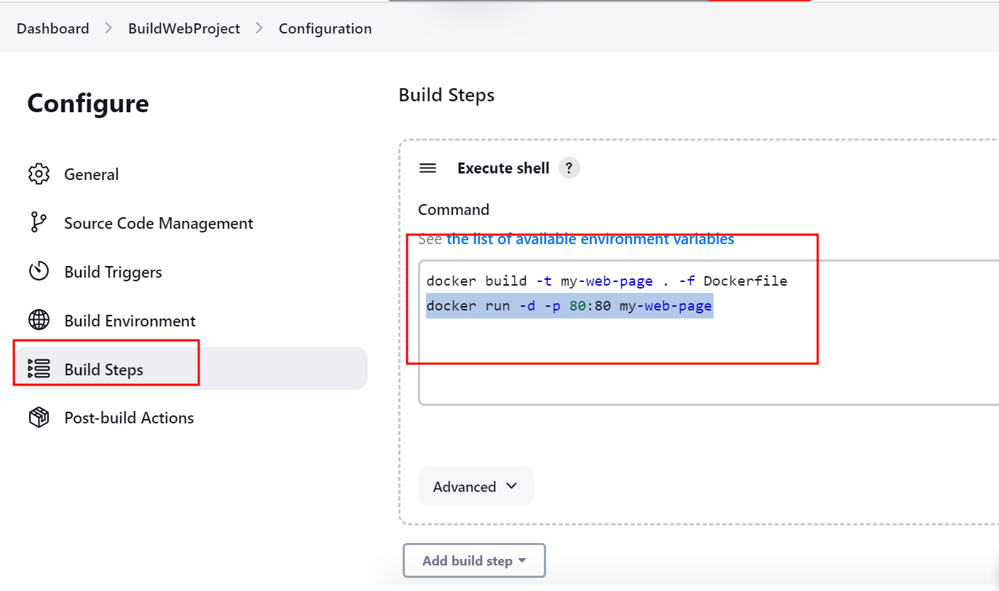 Dashboard > BuildWebProject > Configuration
Configure
General
Source Code Management
Build Triggers
Build Environment
Build Steps
Post-build Actions
Build Steps
Execute shell ?
Command
See the list of available environment variables
docker build -t my-web-page . -f Dockerfile
docker run -d -p 80:80 my-web-page
Advanced
Add build step